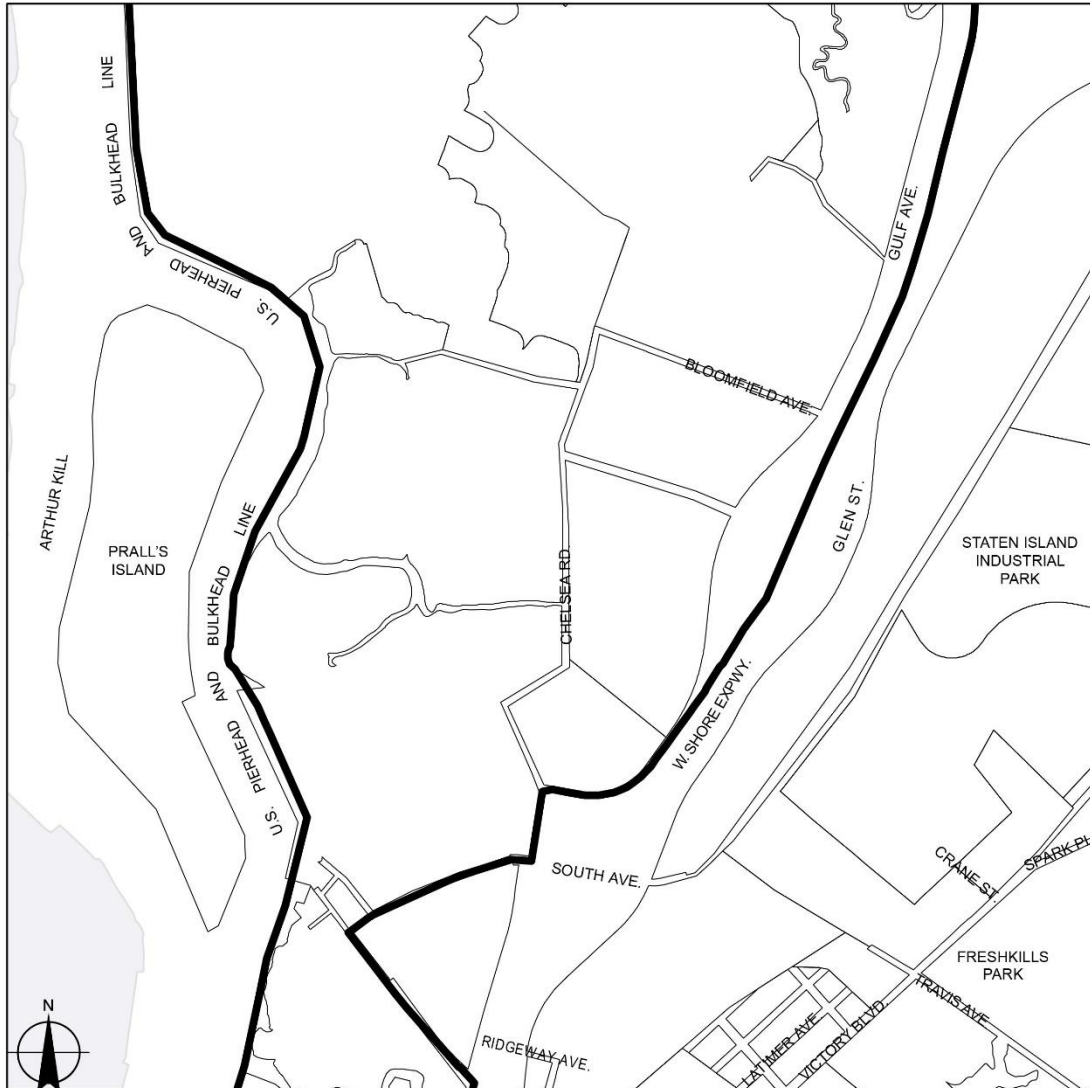 LINE
BULKHEAD
AND
PIERHEAD
U.S.
GULF AVE.
BLOOMFIELD AVE.
ARTHUR KILL
PRALL'S
ISLAND
LINE
BULKHEAD
AND
PIERHEAD
U.S.
CHELSEA RD.
GLEN ST.
STATEN ISLAND
INDUSTRIAL
PARK
W. SHORE EXPWY.
SOUTH AVE.
CRANE ST.
SPARK PL
FRESHKILLS
PARK
TRAVIS AVE
VICTORY BLVD.
LATIMER AVE
RIDGEWAY AVE.
N